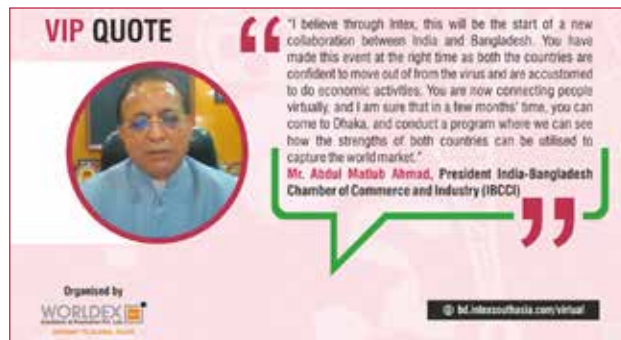 VIP QUOTE
"I believe through Intex, this will be the start of a new
collaboration between India and Bangladesh. You have
made this event at the right time as both the countries are
confident to move out of from the virus and are accustomed
to do economic activities. You are now connecting people
virtually, and I am sure that in a few months' time, you can
come to Dhaka, and conduct a program where we can see
how the strengths of both countries can be utilised to
capture the world market."
Mr. Abdul Matlub Ahmad, President India-Bangladesh
Chamber of Commerce and Industry (IBCCI)
Organised by
WORLDEX
bd.intexsouthasia.com/virtual